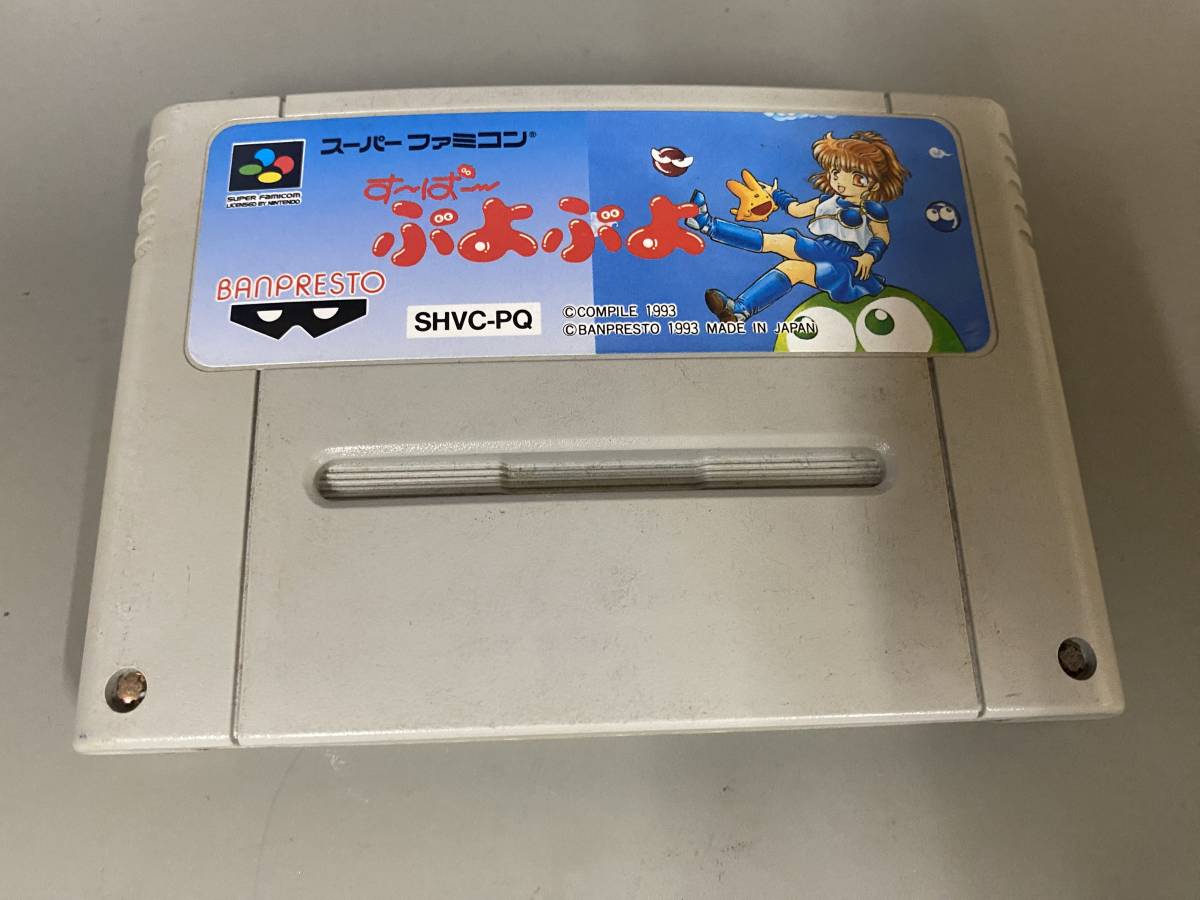 スーパーファミコン®
SUPER FAMICOM
LICENSED BY NINTENDO
す〜ぱ〜
ぷよぷよ
BANPRESTO
SHVC-PQ
©COMPILE 1993
©BANPRESTO 1993 MADE IN JAPAN